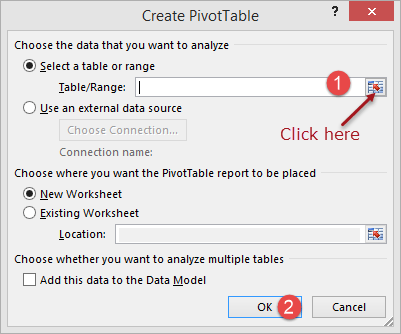 Create PivotTable
? ×
Choose the data that you want to analyze
Select a table or range
Table/Range: 1
Use an external data source
Click here
Choose Connection...
Connection name:
Choose where you want the PivotTable report to be placed
New Worksheet
Existing Worksheet
Location:
Choose whether you want to analyze multiple tables
Add this data to the Data Model
OK 2 Cancel